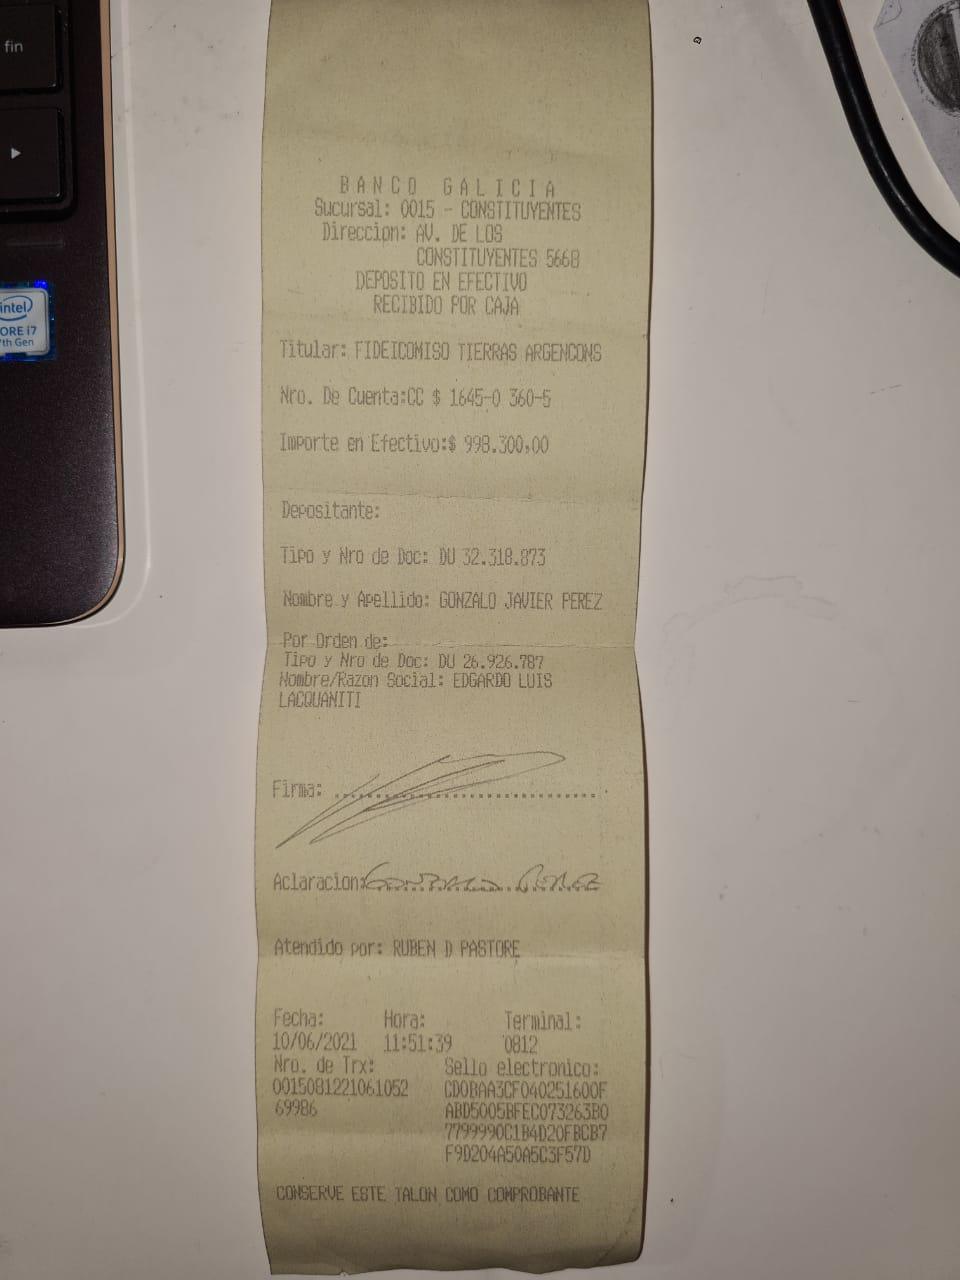 fin
intel
CORE i7
7th Gen
BANCO GALICIA
Sucursal: 0015 - CONSTITUYENTES
Direccion: AV. DE LOS
CONSTITUYENTES 5668
DEPOSITO EN EFECTIVO
RECIBIDO POR CAJA
Titular: FIDEICOMISO TIERRAS ARGENCONS
Nro. De Cuenta:CC $ 1645-0 360-5
Importe en Efectivo:$ 998.300,00
Depositante:
Tipo y Nro de Doc: DU 32.318.873
Nombre y Apellido: GONZALO JAVIER PEREZ
Por Orden de:
Tipo y Nro de Doc: DU 26.926.787
Nombre/Razon Social: EDGARDO LUIS
LACQUANITI
Firma:
Aclaracion: Gonzalo Perez
Atendido por: RUBEN D PASTORE
Fecha: Hora: Terminal:
10/06/2021 11:51:39 0812
Nro. de Trx: Sello electronico:
0015081221061052 CD0BAA3CF040251600F
69986 ABD5005BFEC073263B0
7799990C1B4D20FBCB7
F9D204A50A5C3F57D
CONSERVE ESTE TALON COMO COMPROBANTE